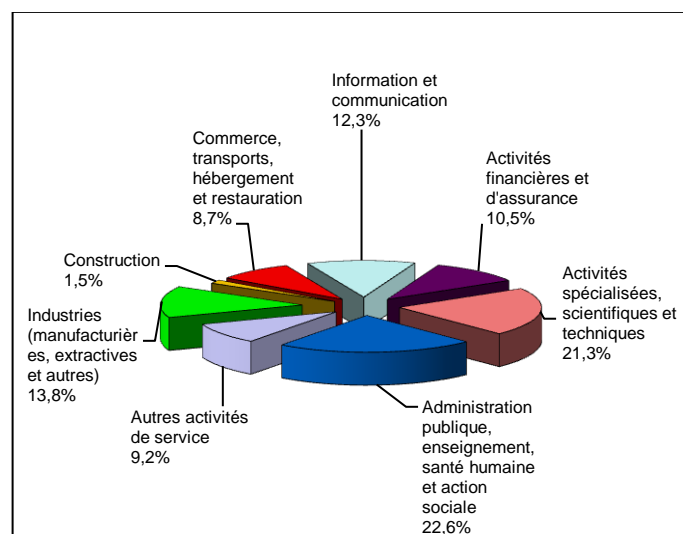 Information et
communication
12,3%
Commerce,
transports,
hébergement
et restauration
8,7%
Activités
financières et
d'assurance
10,5%
Construction
1,5%
Activités
spécialisées,
scientifiques et
techniques
21,3%
Industries
(manufacturièr
es, extractives
et autres)
13,8%
Autres activités
de service
9,2%
Administration
publique,
enseignement,
santé humaine
et action
sociale
22,6%